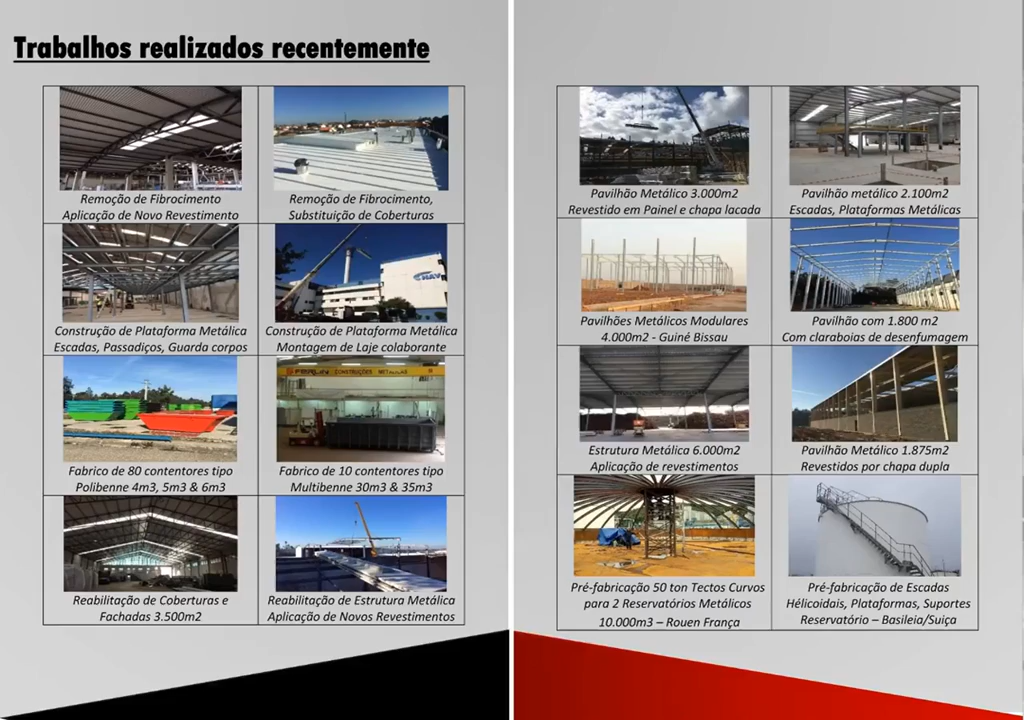 Trabalhos realizados recentemente
Remoção de Fibrocimento
Aplicação de Novo Revestimento
Remoção de Fibrocimento,
Substituição de Coberturas
Construção de Plataforma Metálica
Escadas, Passadiços, Guarda corpos
NAV
Construção de Plataforma Metálica
Montagem de Laje colaborante
Fabrico de 80 contentores tipo
Polibenne 4m3, 5m3 & 6m3
CONSTRUÇÕES
Fabrico de 10 contentores tipo
Multibenne 30m3 & 35m3
Reabilitação de Coberturas e
Fachadas 3.500m2
Reabilitação de Estrutura Metálica
Aplicação de Novos Revestimentos
Pavilhão Metálico 3.000m2
Revestido em Painel e chapa lacada
Pavilhão metálico 2.100m2
Escadas, Plataformas Metálicas
Pavilhões Metálicos Modulares
4.000m2 - Guiné Bissau
Pavilhão com 1.800 m2
Com claraboias de desenfumagem
Estrutura Metálica 6.000m2
Aplicação de revestimentos
Pavilhão Metálico 1.875m2
Revestidos por chapa dupla
Pré-fabricação 50 ton Tectos Curvos
para 2 Reservatórios Metálicos
10.000m3 – Rouen França
Pré-fabricação de Escadas
Hélicoidais, Plataformas, Suportes
Reservatório – Basileia/Suiça